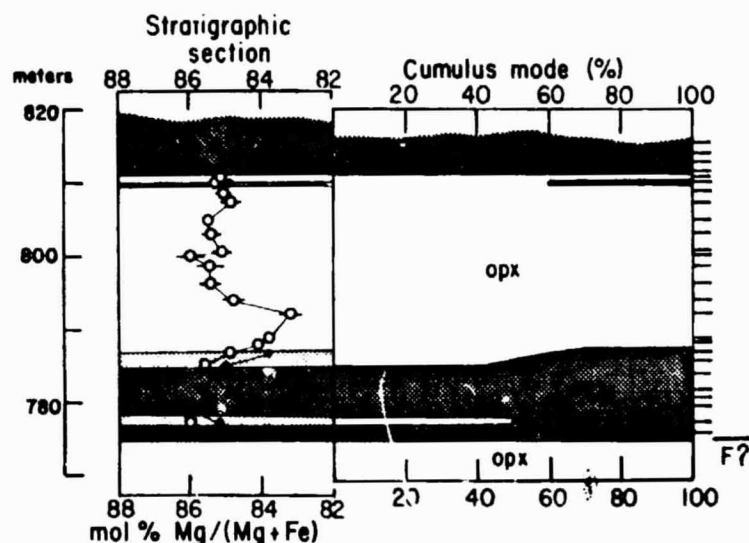 Stratigraphic
section
meters
88 86 84 82
Cumulus mode (%)
20 40 60 80 100
820
800
780
opx
opx
F?
88 86 84 82
20 40 60 80 100
mol % Mg/(Mg+Fe)